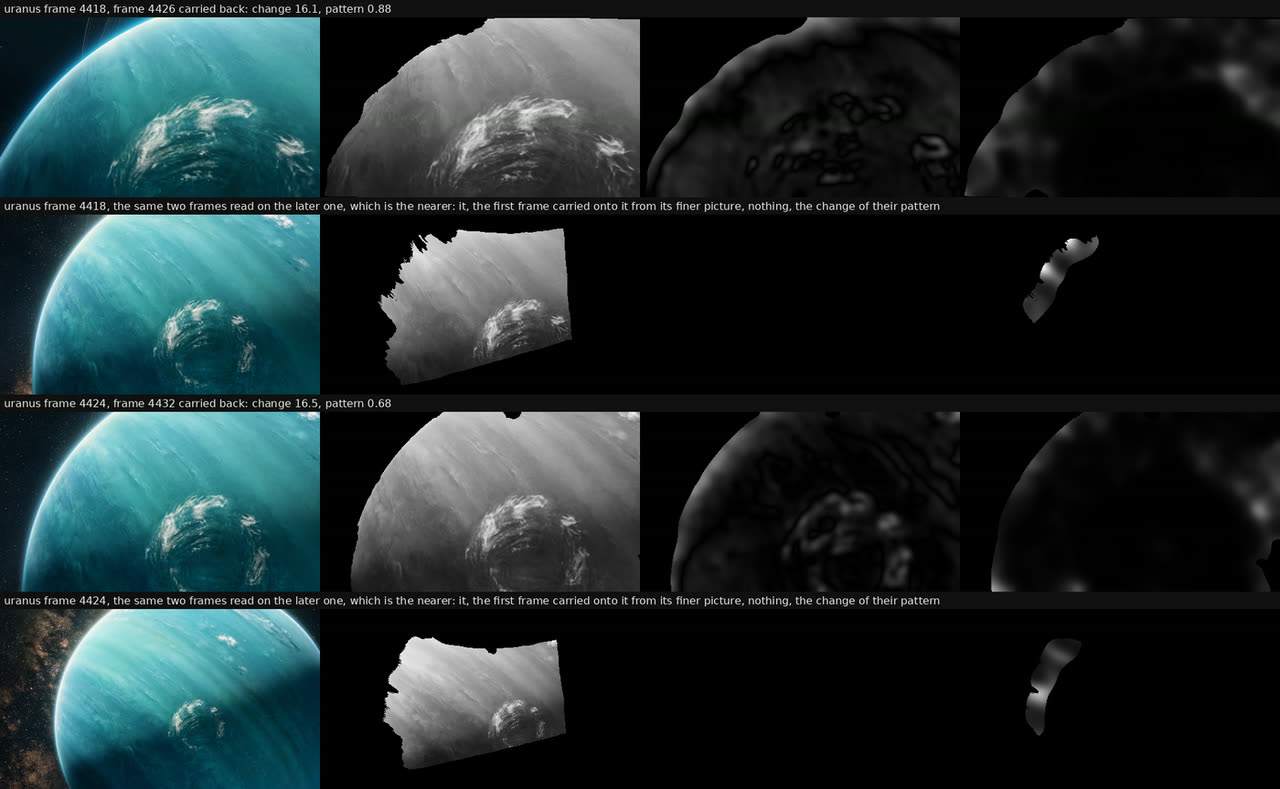 uranus frame 4418, frame 4426 carried back: change 16.1, pattern 0.88
uranus frame 4418, the same two frames read on the later one, which is the nearer: it, the first frame carried onto it from its finer picture, nothing, the change of their pattern
uranus frame 4424, frame 4432 carried back: change 16.5, pattern 0.68
uranus frame 4424, the same two frames read on the later one, which is the nearer: it, the first frame carried onto it from its finer picture, nothing, the change of their pattern